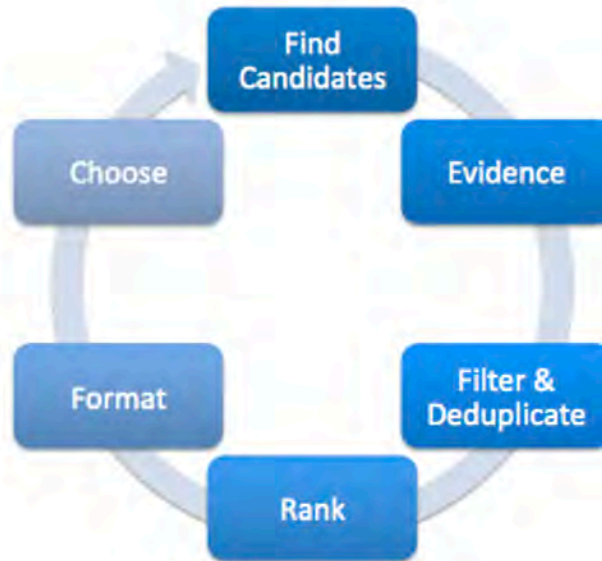 Find
Candidates
Evidence
Filter &
Deduplicate
Rank
Format
Choose